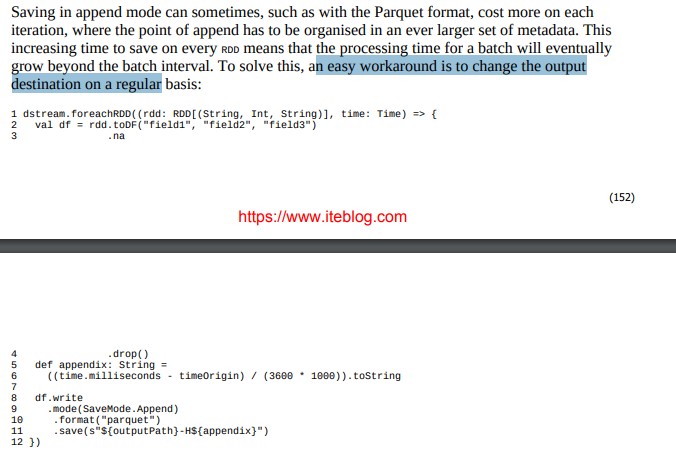 Saving in append mode can sometimes, such as with the Parquet format, cost more on each
iteration, where the point of append has to be organised in an ever larger set of metadata. This
increasing time to save on every RDD means that the processing time for a batch will eventually
grow beyond the batch interval. To solve this, an easy workaround is to change the output
destination on a regular basis:
1 dstream.foreachRDD((rdd: RDD[(String, Int, String)], time: Time) => {
2   val df = rdd.toDF("field1", "field2", "field3")
3             .na
(152)
https://www.iteblog.com
4             .drop()
5   def appendix: String =
6     ((time.milliseconds - timeOrigin) / (3600 * 1000)).toString
7
8   df.write
9     .mode(SaveMode.Append)
10     .format("parquet")
11     .save(s"${outputPath}-H${appendix}")
12 })